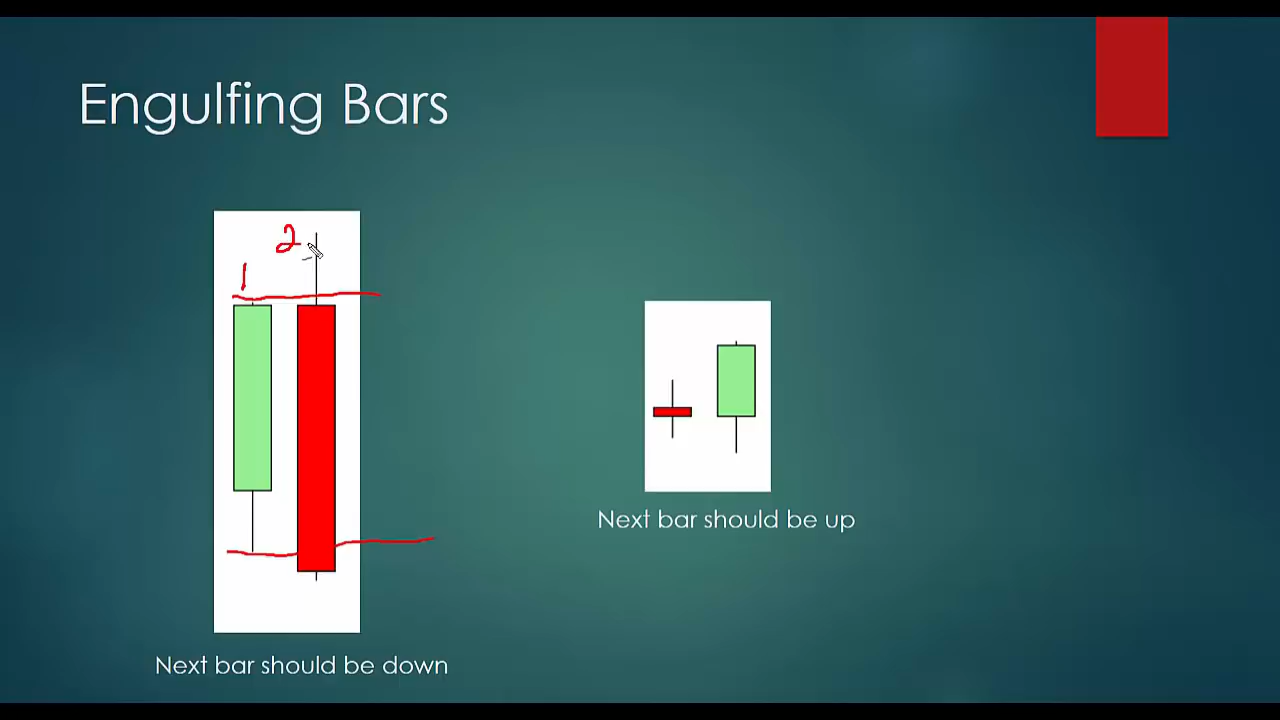 Engulfing Bars
2
1
Next bar should be up
Next bar should be down